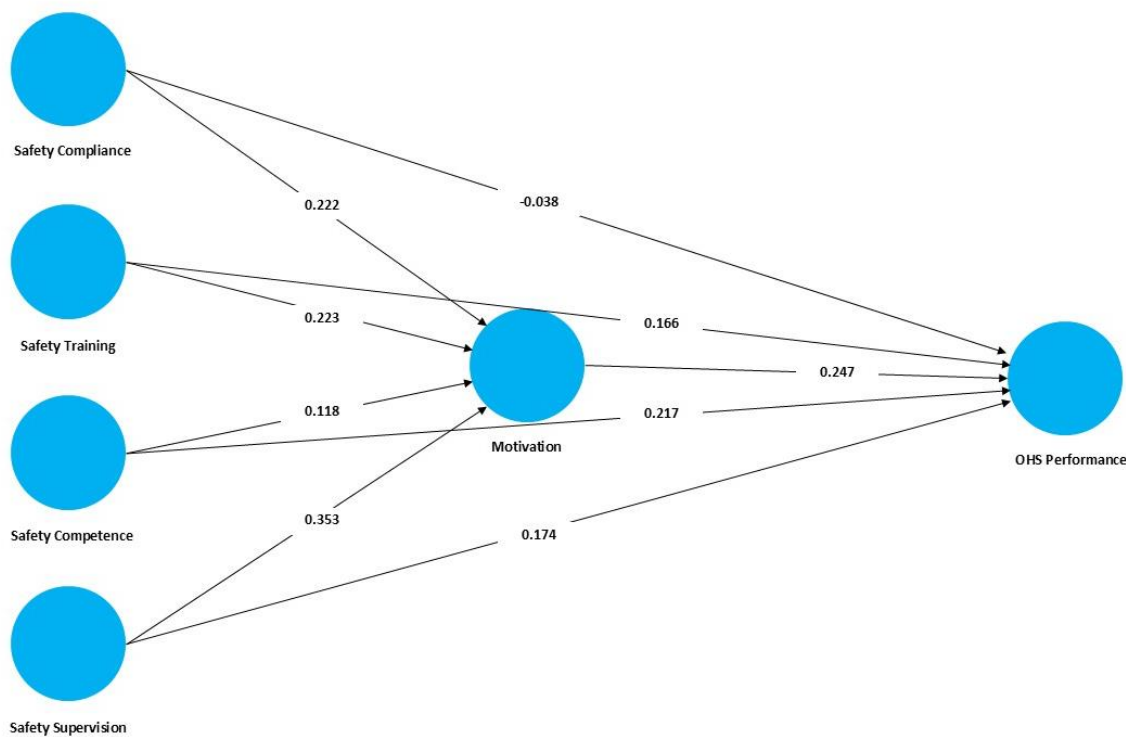 Safety Compliance
0.222
-0.038
Safety Training
0.223
0.166
0.247
Safety Competence
0.118
0.217
Motivation
OHS Performance
0.353
0.174
Safety Supervision